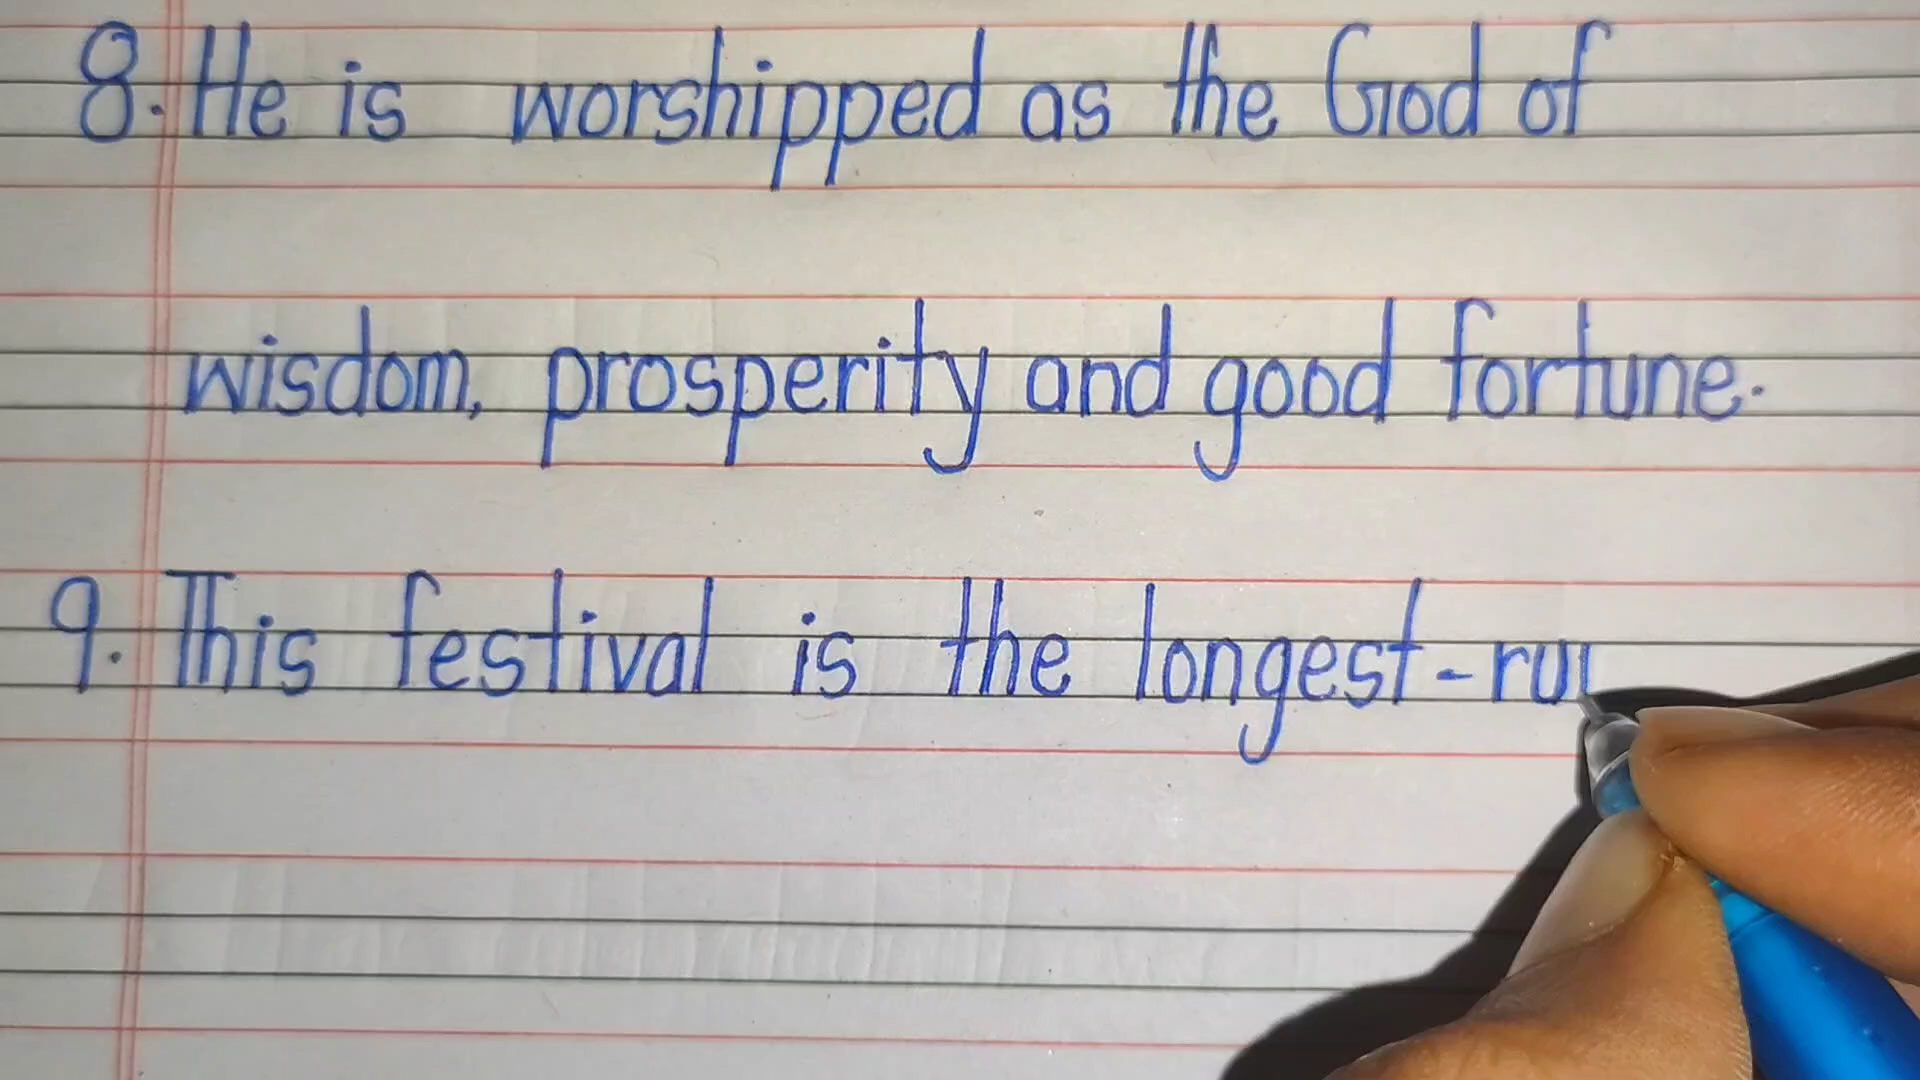 8. He is worshipped as the God of
wisdom, prosperity and good fortune.
9. This festival is the longest-ru